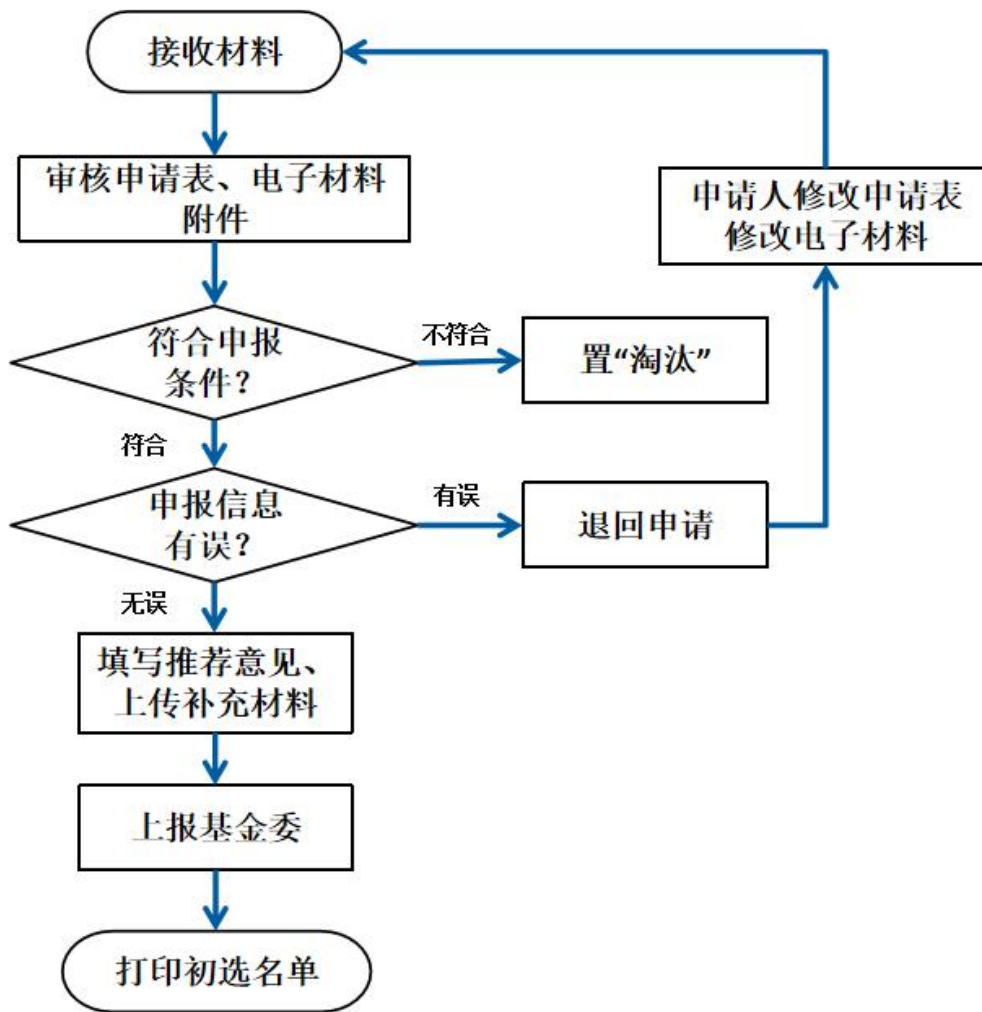 接收材料
审核申请表、电子材料
附件
申请人修改申请表
修改电子材料
符合申报
条件？
不符合
置“淘汰”
符合
申报信息
有误？
有误
退回申请
无误
填写推荐意见、
上传补充材料
上报基金委
打印初选名单